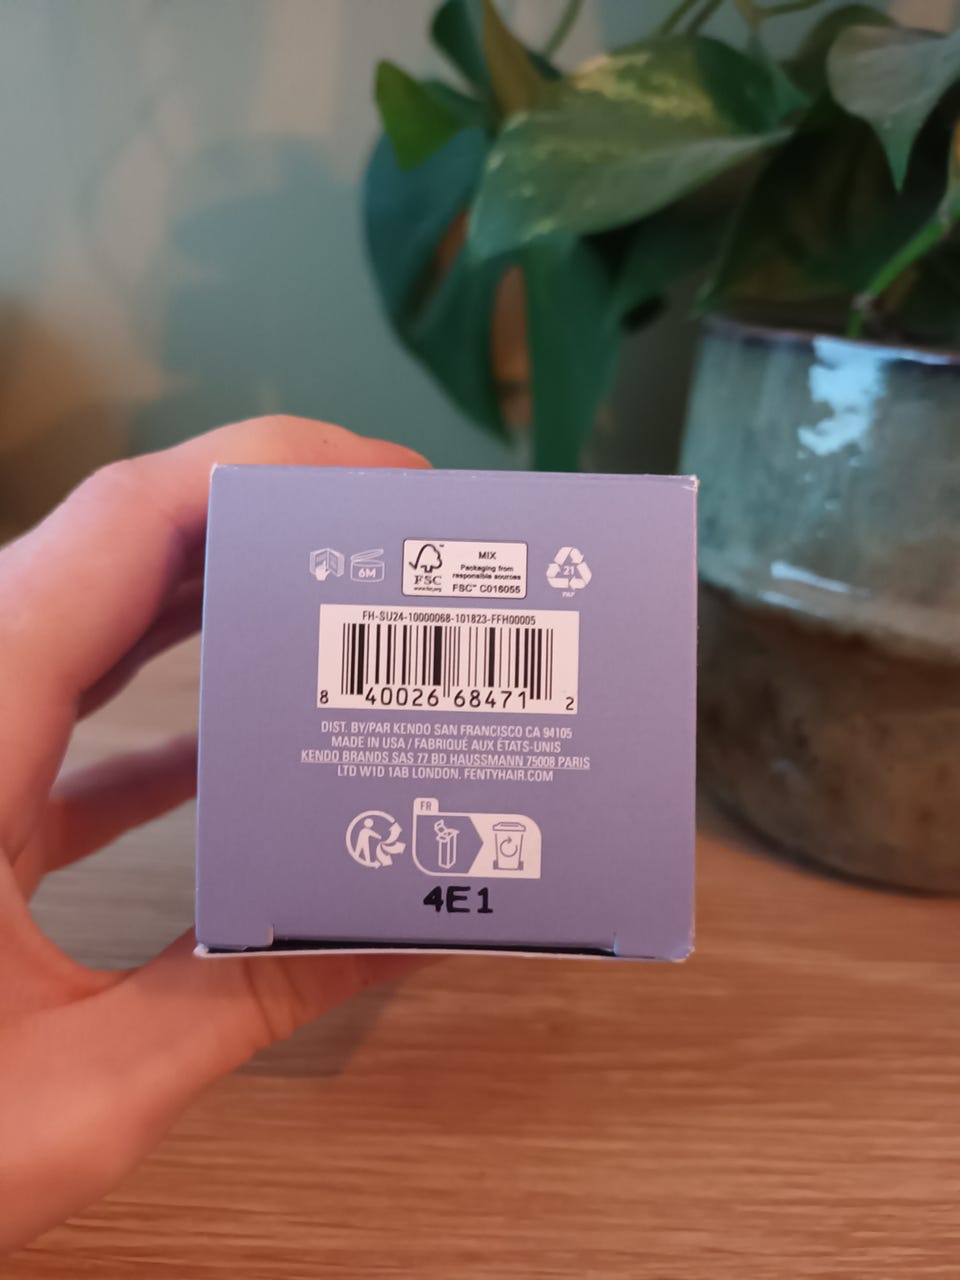 6M
FSC
www.fsc.org
MIX
Packaging from
responsible sources
FSC™ C016055
21
PAP
FH-SU24-10000068-101823-FFH00005
8 40026 68471 2
DIST. BY/PAR KENDO SAN FRANCISCO CA 94105
MADE IN USA / FABRIQUÉ AUX ÉTATS-UNIS
KENDO BRANDS SAS 77 BD HAUSSMANN 75008 PARIS
LTD W1D 1AB LONDON. FENTYHAIR.COM
FR
4E1